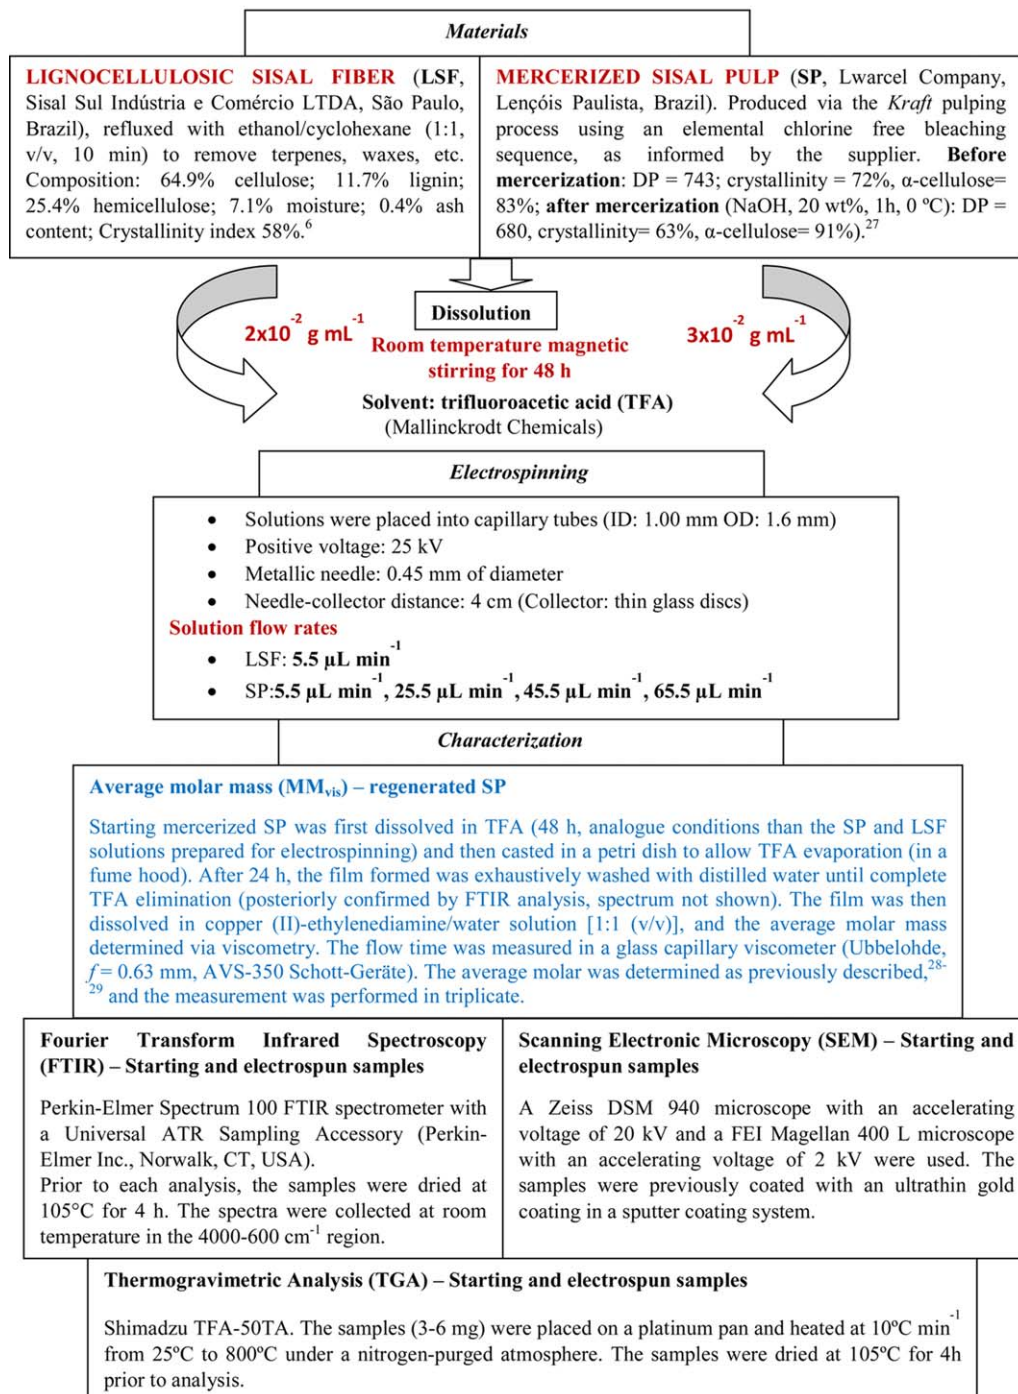 Materials
LIGNOCELLULOSIC SISAL FIBER (LSF,
Sisal Sul Indústria e Comércio LTDA, São Paulo,
Brazil), refluxed with ethanol/cyclohexane (1:1,
v/v, 10 min) to remove terpenes, waxes, etc.
Composition: 64.9% cellulose; 11.7% lignin;
25.4% hemicellulose; 7.1% moisture; 0.4% ash
content; Crystallinity index 58%.⁶
MERCERIZED SISAL PULP (SP, Lwarcel Company,
Lençóis Paulista, Brazil). Produced via the Kraft pulping
process using an elemental chlorine free bleaching
sequence, as informed by the supplier. Before
mercerization: DP = 743; crystallinity = 72%, α-cellulose=
83%; after mercerization (NaOH, 20 wt%, 1h, 0 ºC): DP =
680, crystallinity= 63%, α-cellulose= 91%).²⁷
Dissolution
2x10⁻² g mL⁻¹
3x10⁻² g mL⁻¹
Room temperature magnetic
stirring for 48 h
Solvent: trifluoroacetic acid (TFA)
(Mallinckrodt Chemicals)
Electrospinning
• Solutions were placed into capillary tubes (ID: 1.00 mm OD: 1.6 mm)
• Positive voltage: 25 kV
• Metallic needle: 0.45 mm of diameter
• Needle-collector distance: 4 cm (Collector: thin glass discs)
Solution flow rates
• LSF: 5.5 µL min⁻¹
• SP:5.5 µL min⁻¹, 25.5 µL min⁻¹, 45.5 µL min⁻¹, 65.5 µL min⁻¹
Characterization
Average molar mass (MMvis) – regenerated SP
Starting mercerized SP was first dissolved in TFA (48 h, analogue conditions than the SP and LSF
solutions prepared for electrospinning) and then casted in a petri dish to allow TFA evaporation (in a
fume hood). After 24 h, the film formed was exhaustively washed with distilled water until complete
TFA elimination (posteriorly confirmed by FTIR analysis, spectrum not shown). The film was then
dissolved in copper (II)-ethylenediamine/water solution [1:1 (v/v)], and the average molar mass
determined via viscometry. The flow time was measured in a glass capillary viscometer (Ubbelohde,
f = 0.63 mm, AVS-350 Schott-Geräte). The average molar was determined as previously described,²⁸⁻
²⁹ and the measurement was performed in triplicate.
Fourier Transform Infrared Spectroscopy
(FTIR) – Starting and electrospun samples
Perkin-Elmer Spectrum 100 FTIR spectrometer with
a Universal ATR Sampling Accessory (Perkin-
Elmer Inc., Norwalk, CT, USA).
Prior to each analysis, the samples were dried at
105°C for 4 h. The spectra were collected at room
temperature in the 4000-600 cm⁻¹ region.
Scanning Electronic Microscopy (SEM) – Starting and
electrospun samples
A Zeiss DSM 940 microscope with an accelerating
voltage of 20 kV and a FEI Magellan 400 L microscope
with an accelerating voltage of 2 kV were used. The
samples were previously coated with an ultrathin gold
coating in a sputter coating system.
Thermogravimetric Analysis (TGA) – Starting and electrospun samples
Shimadzu TFA-50TA. The samples (3-6 mg) were placed on a platinum pan and heated at 10ºC min⁻¹
from 25ºC to 800ºC under a nitrogen-purged atmosphere. The samples were dried at 105ºC for 4h
prior to analysis.